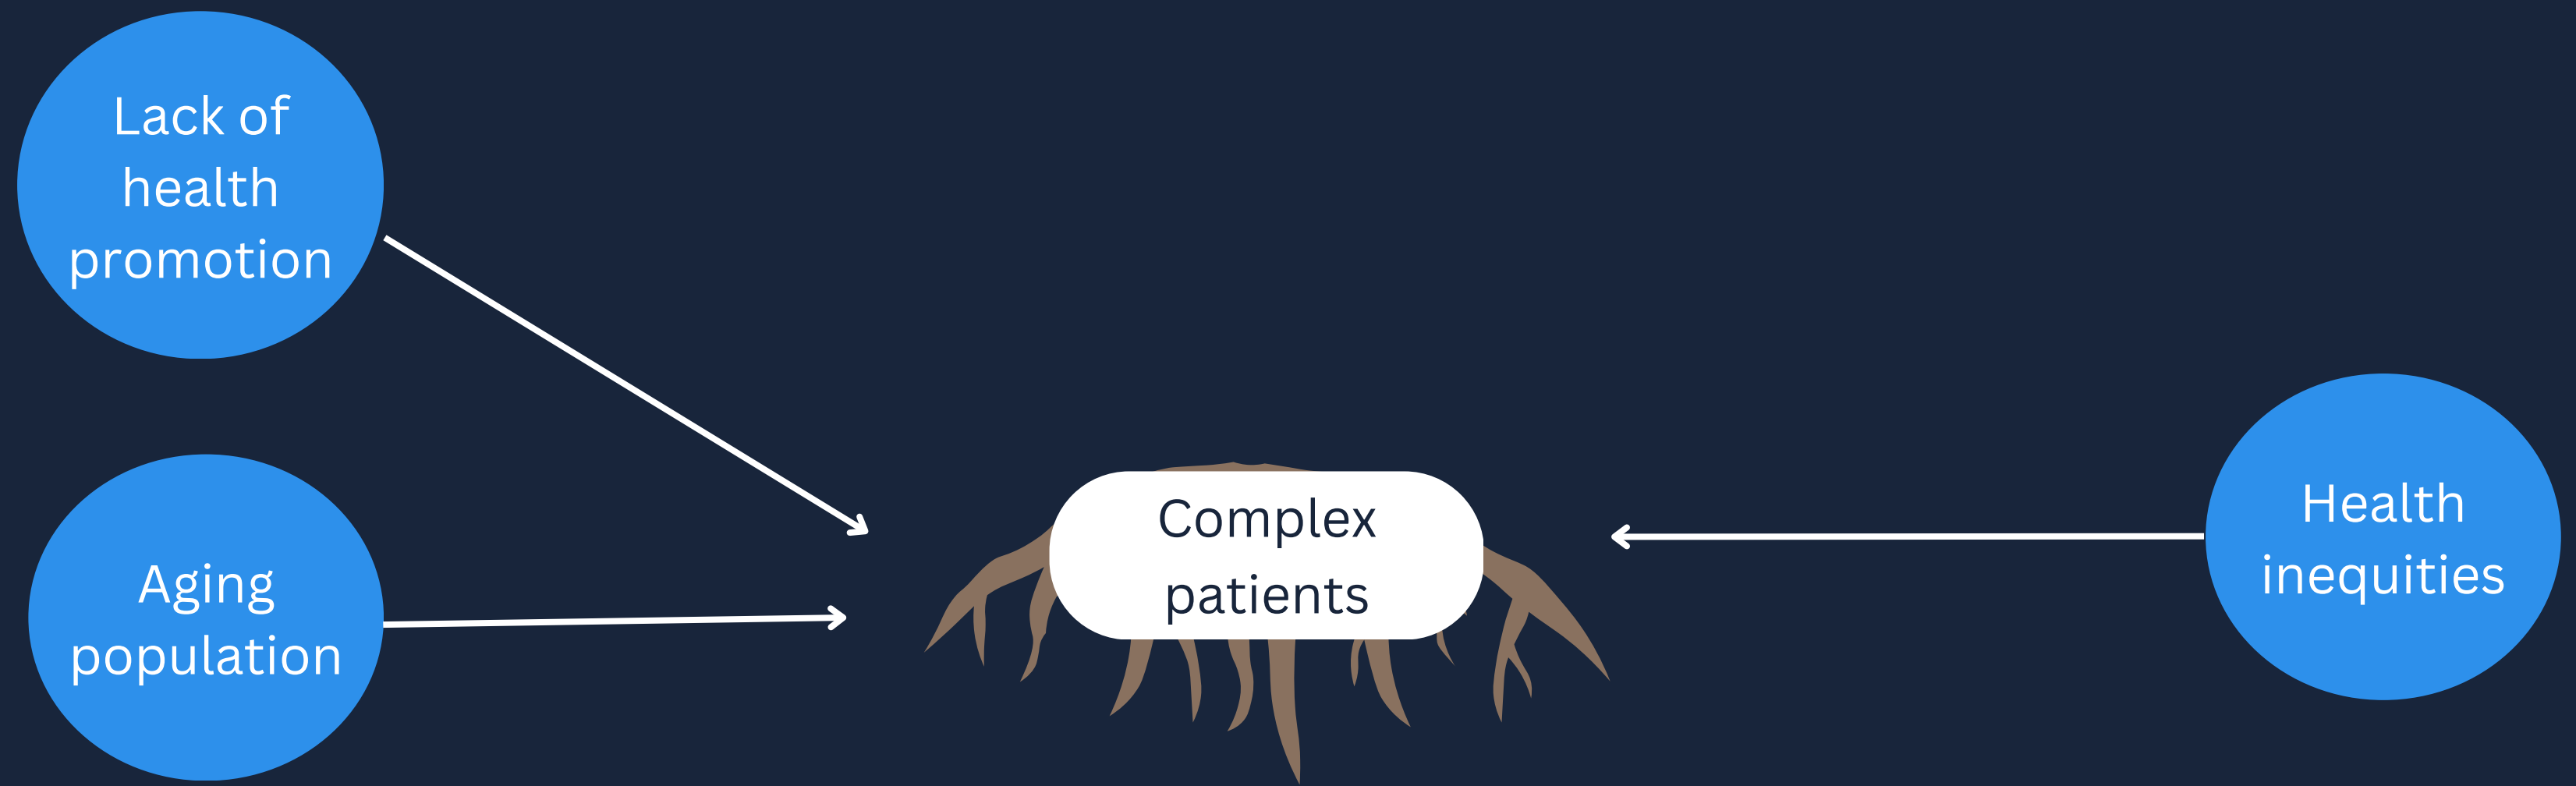 Lack of
health
promotion
Aging
population
Complex
patients
Health
inequities